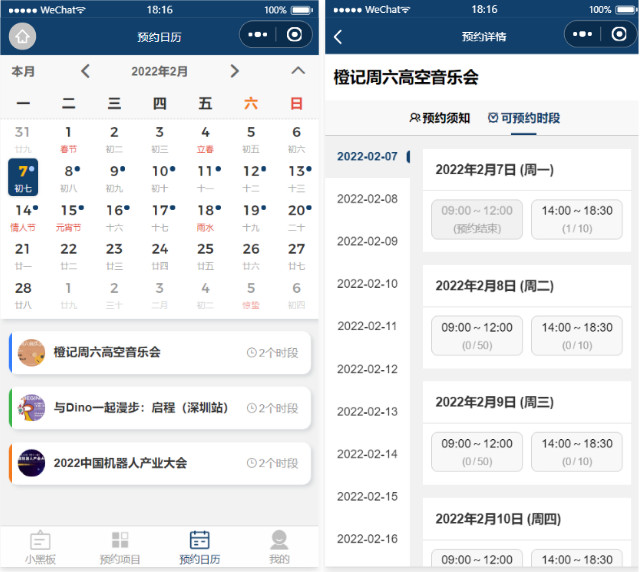 WeChat
18:16
100%
预约日历
本月
2022年2月
一 二 三 四 五 六 日
31 1 2 3 4 5 6
廿九 春节 初二 初三 立春 初五 初六
7 8 9 10 11 12 13
初七 初八 初九 初十 十一 十二 十三
14 15 16 17 18 19 20
情人节 元宵节 十六 十七 雨水 十九 二十
21 22 23 24 25 26 27
廿一 廿二 廿三 廿四 廿五 廿六 廿七
28 1 2 3 4 5 6
廿八 廿九 三十 二月 初二 惊蛰 初四
橙记周六高空音乐会 2个时段
与Dino一起漫步：启程（深圳站） 2个时段
2022中国机器人产业大会 2个时段
小黑板 预约项目 预约日历 我的
WeChat
18:16
100%
预约详情
橙记周六高空音乐会
预约须知 可预约时段
2022-02-07
2022-02-08
2022-02-09
2022-02-10
2022-02-11
2022-02-12
2022-02-13
2022-02-14
2022-02-15
2022-02-16
2022年2月7日 (周一)
09:00～12:00 14:00～18:30
(预约结束) (1 / 10)
2022年2月8日 (周二)
09:00～12:00 14:00～18:30
(0 / 50) (0 / 10)
2022年2月9日 (周三)
09:00～12:00 14:00～18:30
(0 / 50) (0 / 10)
2022年2月10日 (周四)
09:00～12:00 14:00～18:30